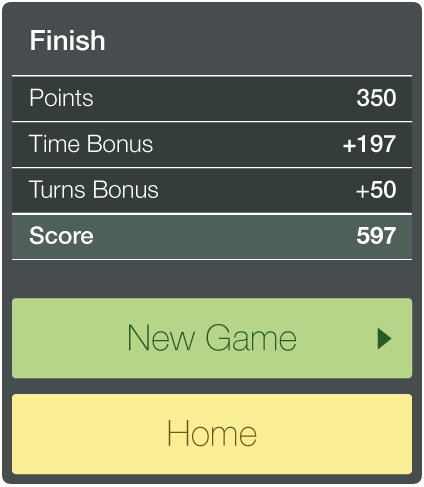 Finish
Points 350
Time Bonus +197
Turns Bonus +50
Score 597
New Game
Home